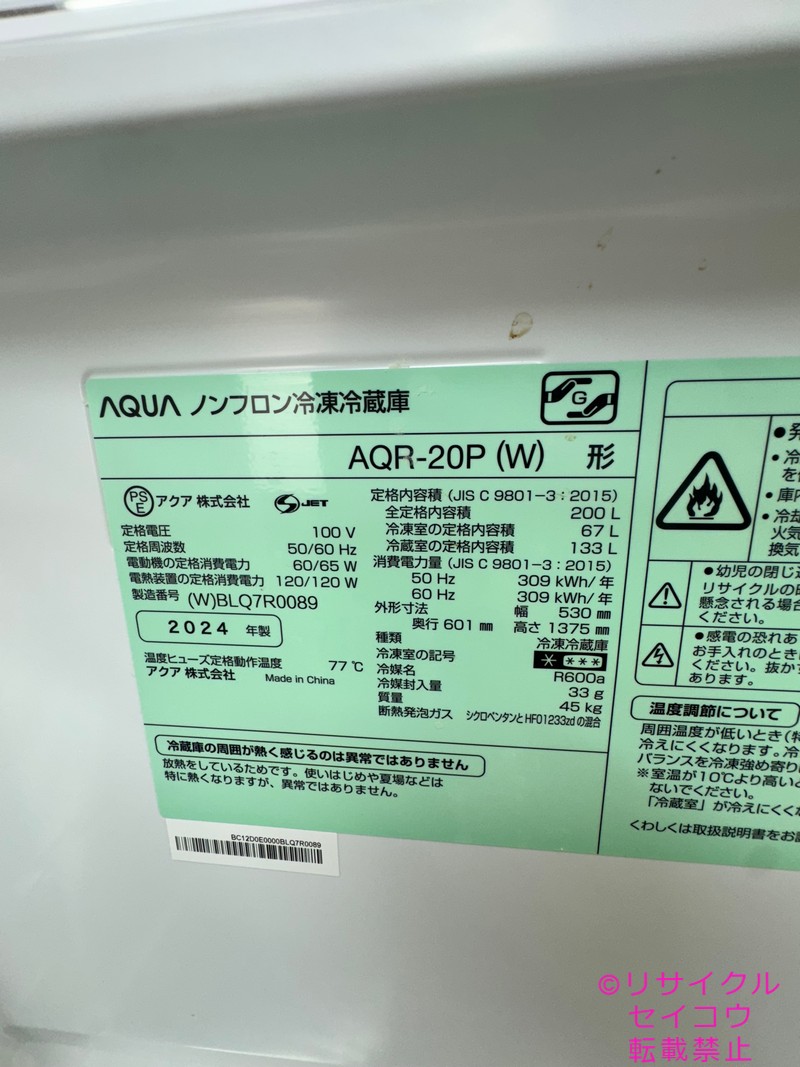 AQUA ノンフロン冷凍冷蔵庫
G
AQR-20P (W) 形
PSE アクア 株式会社 S JET
定格電圧 100 V
定格周波数 50/60 Hz
電動機の定格消費電力 60/65 W
電熱装置の定格消費電力 120/120 W
製造番号 (W)BLQ7R0089
2024 年製
温度ヒューズ定格動作温度 77 ℃
アクア 株式会社 Made in China
定格内容積 (JIS C 9801-3:2015)
全定格内容積 200 L
冷凍室の定格内容積 67 L
冷蔵室の定格内容積 133 L
消費電力量 (JIS C 9801-3:2015)
50 Hz 309 kWh/年
60 Hz 309 kWh/年
外形寸法 幅 530 mm
奥行 601 mm 高さ 1375 mm
種類 冷凍冷蔵庫
冷凍室の記号 * ***
冷媒名 R600a
冷媒封入量 33 g
質量 45 kg
断熱発泡ガス シクロペンタンとHFO1233zdの混合
冷蔵庫の周囲が熱く感じるのは異常ではありません
放熱をしているためです。使いはじめや夏場などは
特に熱くなりますが、異常ではありません。
BC12D0E0000BLQ7R0089
●発
・冷
を
・庫内
・冷却
火気
換気
●幼児の閉じ込
リサイクルの
懸念される場合
ください。
●感電の恐れあ
お手入れのとき
ください。抜か
あります。
温度調節について
周囲温度が低いとき(特
冷えにくくなります。冷
バランスを冷凍強め寄り
※室温が10℃より高い
ないでください。
「冷蔵室」が冷えにくく
くわしくは取扱説明書をお
©リサイクル
セイコウ
転載禁止